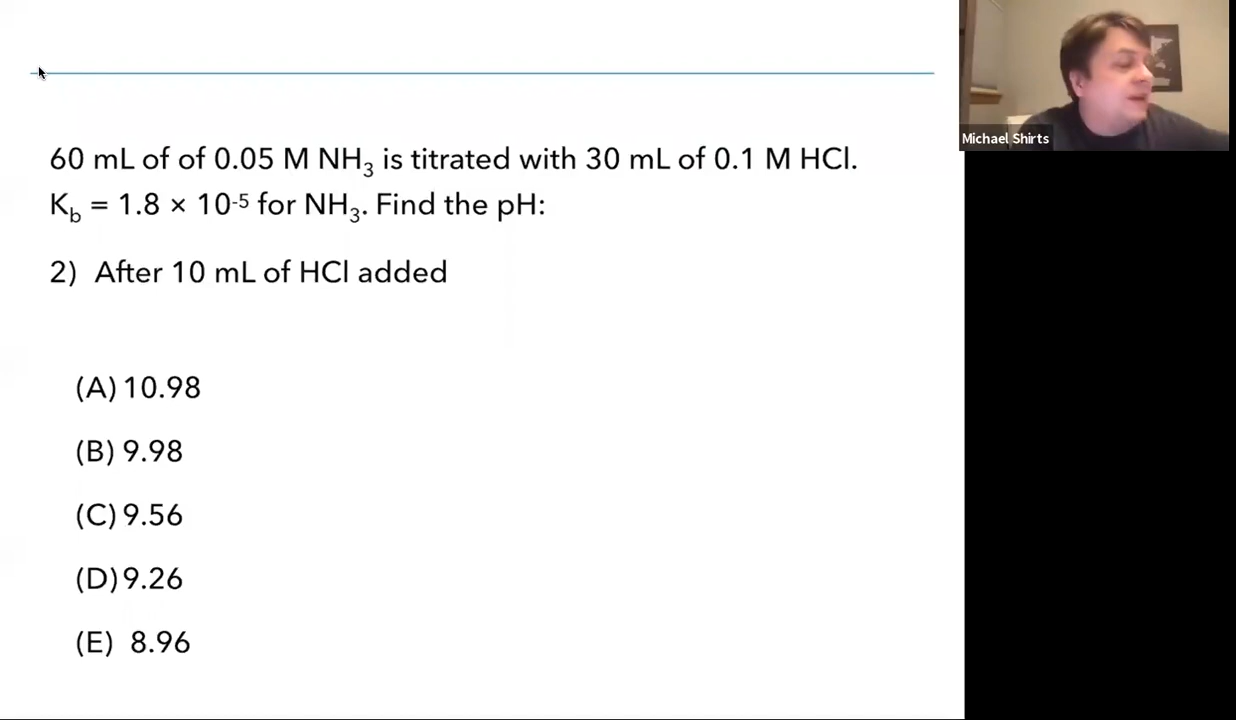 60 mL of of 0.05 M NH₃ is titrated with 30 mL of 0.1 M HCl.
K_b = 1.8 × 10⁻⁵ for NH₃. Find the pH:
2) After 10 mL of HCl added
(A) 10.98
(B) 9.98
(C) 9.56
(D) 9.26
(E) 8.96
Michael Shirts